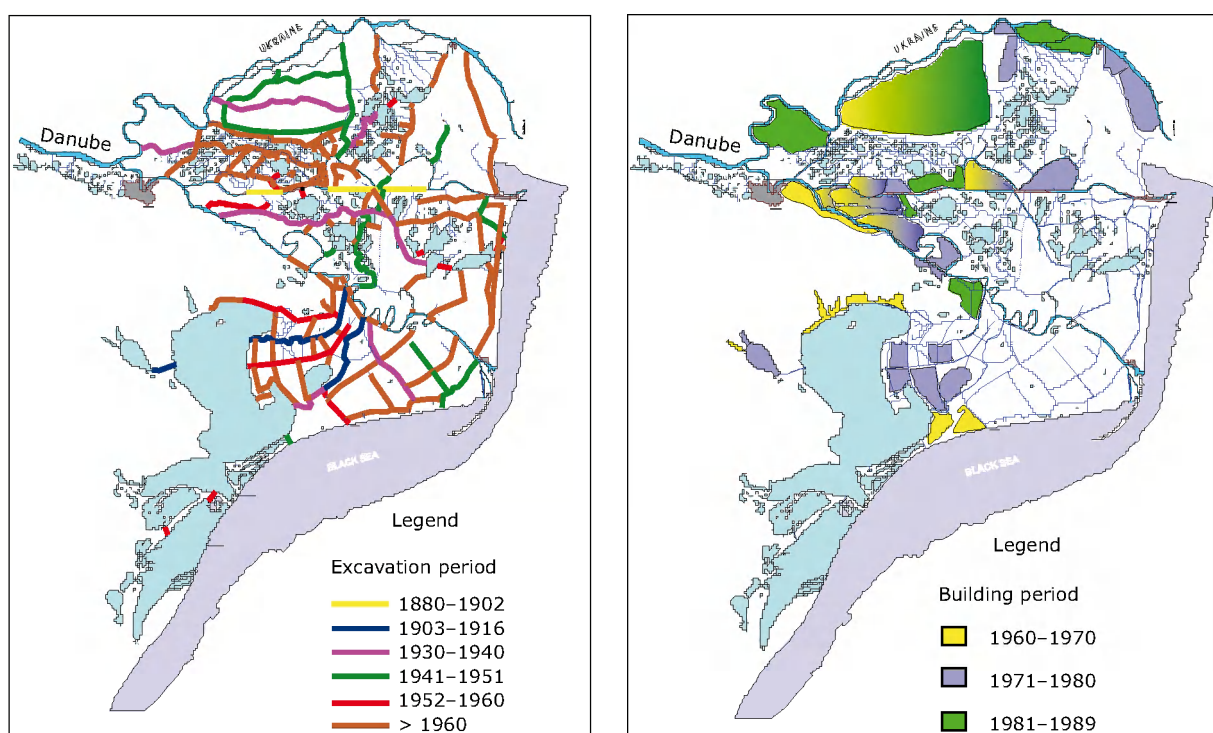 UKRAINE
Danube
BLACK SEA
Legend
Excavation period
1880–1902
1903–1916
1930–1940
1941–1951
1952–1960
> 1960
UKRAINE
Danube
BLACK SEA
Legend
Building period
1960–1970
1971–1980
1981–1989